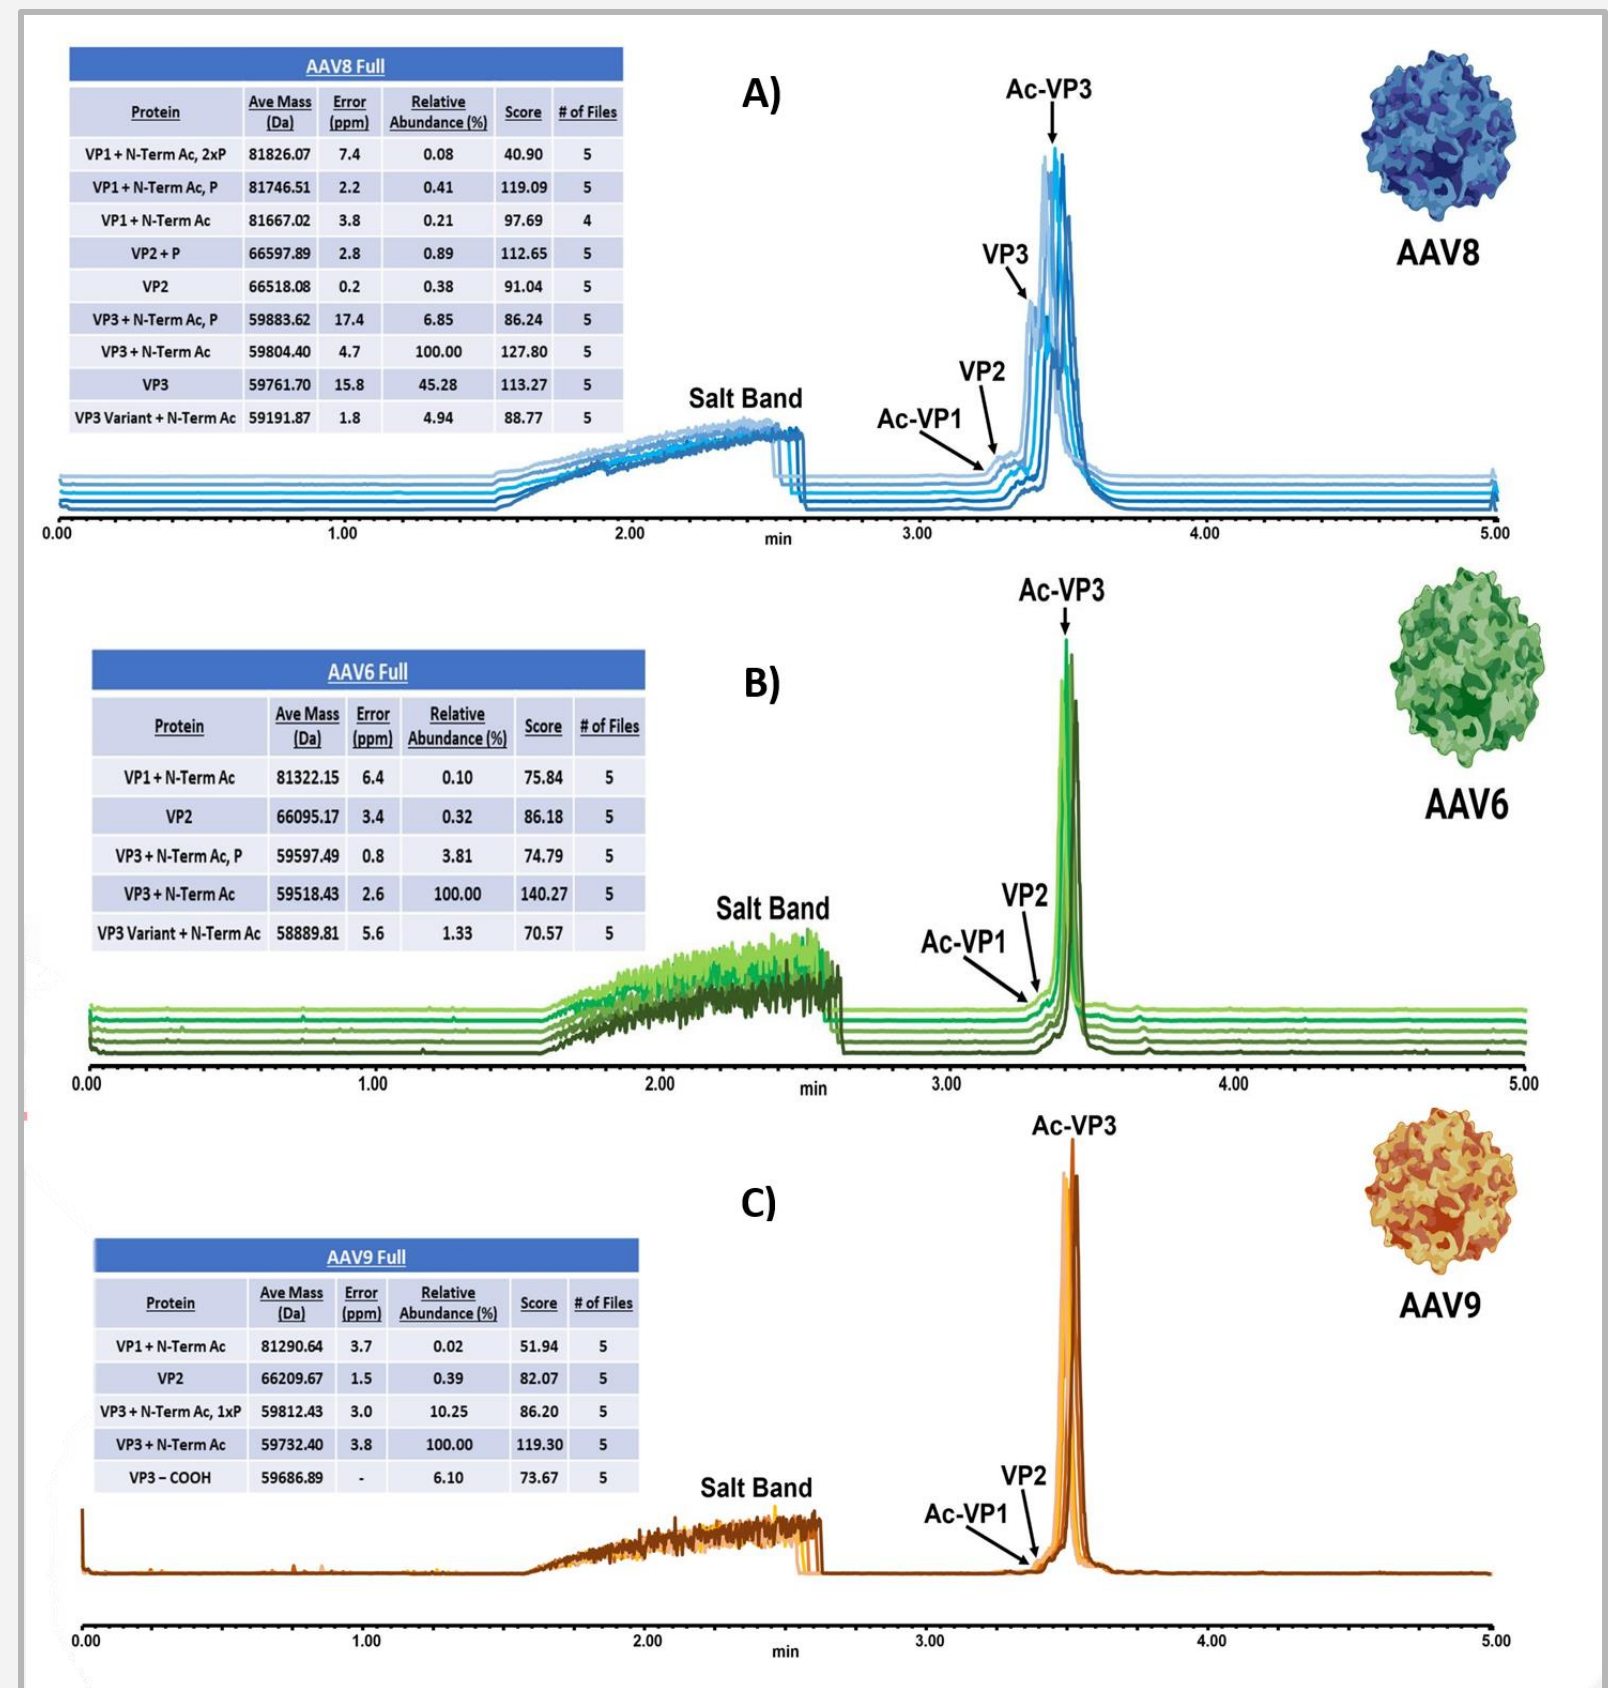 AAV8 Full
Protein Ave Mass (Da) Error (ppm) Relative Abundance (%) Score # of Files
VP1 + N-Term Ac, 2xP 81826.07 7.4 0.08 40.90 5
VP1 + N-Term Ac, P 81746.51 2.2 0.41 119.09 5
VP1 + N-Term Ac 81667.02 3.8 0.21 97.69 4
VP2 + P 66597.89 2.8 0.89 112.65 5
VP2 66518.08 0.2 0.38 91.04 5
VP3 + N-Term Ac, P 59883.62 17.4 6.85 86.24 5
VP3 + N-Term Ac 59804.40 4.7 100.00 127.80 5
VP3 59761.70 15.8 45.28 113.27 5
VP3 Variant + N-Term Ac 59191.87 1.8 4.94 88.77 5
A)
Ac-VP3
VP3
VP2
Ac-VP1
Salt Band
AAV8
0.00 1.00 2.00 min 3.00 4.00 5.00
AAV6 Full
Protein Ave Mass (Da) Error (ppm) Relative Abundance (%) Score # of Files
VP1 + N-Term Ac 81322.15 6.4 0.10 75.84 5
VP2 66095.17 3.4 0.32 86.18 5
VP3 + N-Term Ac, P 59597.49 0.8 3.81 74.79 5
VP3 + N-Term Ac 59518.43 2.6 100.00 140.27 5
VP3 Variant + N-Term Ac 58889.81 5.6 1.33 70.57 5
B)
Ac-VP3
VP2
Ac-VP1
Salt Band
AAV6
0.00 1.00 2.00 min 3.00 4.00 5.00
AAV9 Full
Protein Ave Mass (Da) Error (ppm) Relative Abundance (%) Score # of Files
VP1 + N-Term Ac 81290.64 3.7 0.02 51.94 5
VP2 66209.67 1.5 0.39 82.07 5
VP3 + N-Term Ac, 1xP 59812.43 3.0 10.25 86.20 5
VP3 + N-Term Ac 59732.40 3.8 100.00 119.30 5
VP3 – COOH 59686.89 - 6.10 73.67 5
C)
Ac-VP3
VP2
Ac-VP1
Salt Band
AAV9
0.00 1.00 2.00 min 3.00 4.00 5.00